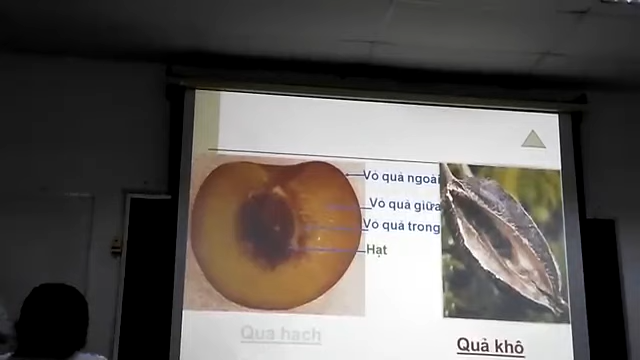 Vỏ quả ngoài
Vỏ quả giữa
Vỏ quả trong
Hạt
Quả hạch
Quả khô